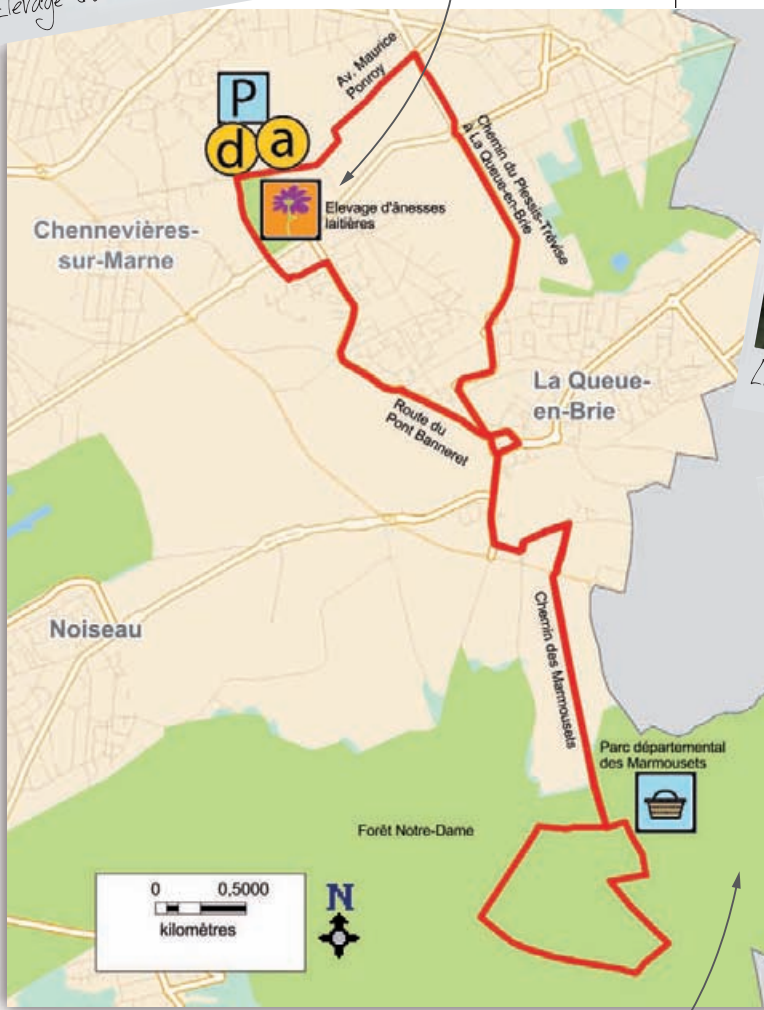 Elevage
Av. Maurice
Ponroy
P
d a
Chemin du Plessis-Trévise
à La Queue-en-Brie
Elevage d'ânesses
laitières
Chennevières-
sur-Marne
La Queue-
en-Brie
Route du
Pont Banneret
Noiseau
Chemin des Marmousets
Parc départemental
des Marmousets
Forêt Notre-Dame
0 0,5000
kilomètres
N